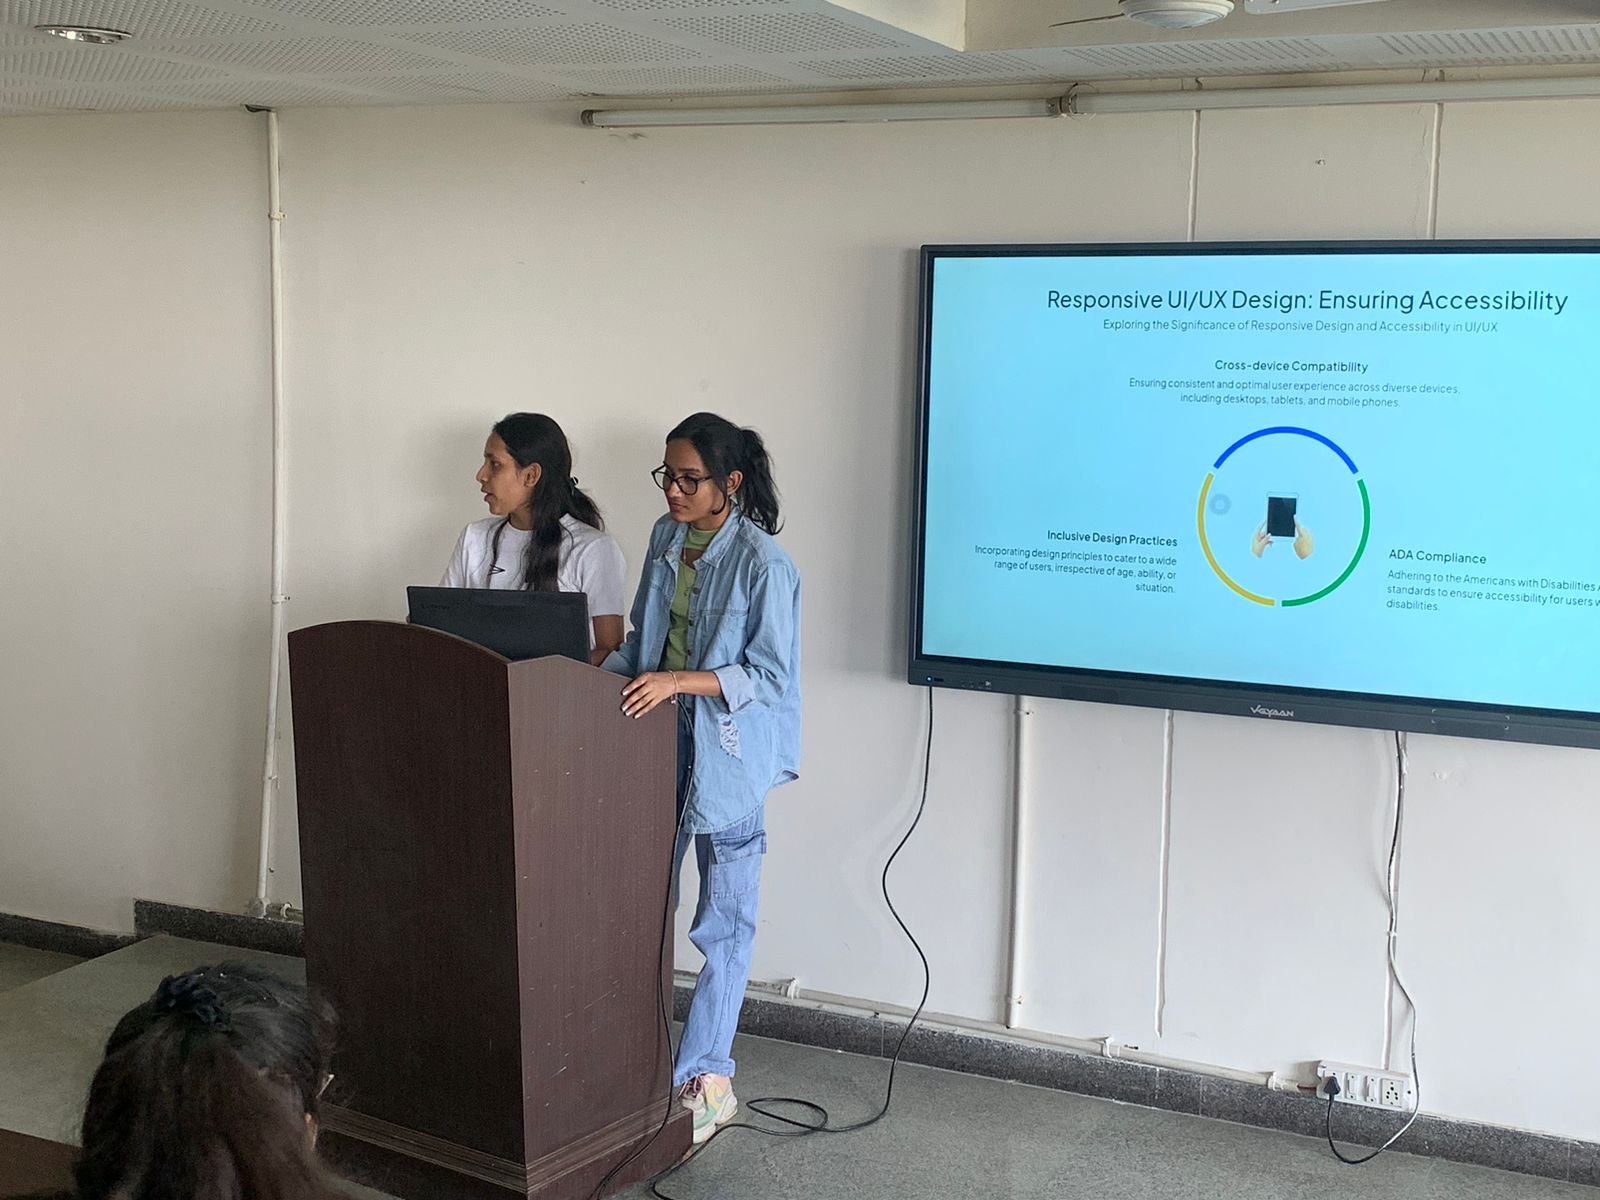 Responsive UI/UX Design: Ensuring Accessibility
Exploring the Significance of Responsive Design and Accessibility in UI/UX
Cross-device Compatibility
Ensuring consistent and optimal user experience across diverse devices,
including desktops, tablets, and mobile phones.
Inclusive Design Practices
Incorporating design principles to cater to a wide
range of users, irrespective of age, ability, or
situation.
ADA Compliance
Adhering to the Americans with Disabilities
standards to ensure accessibility for users
disabilities.